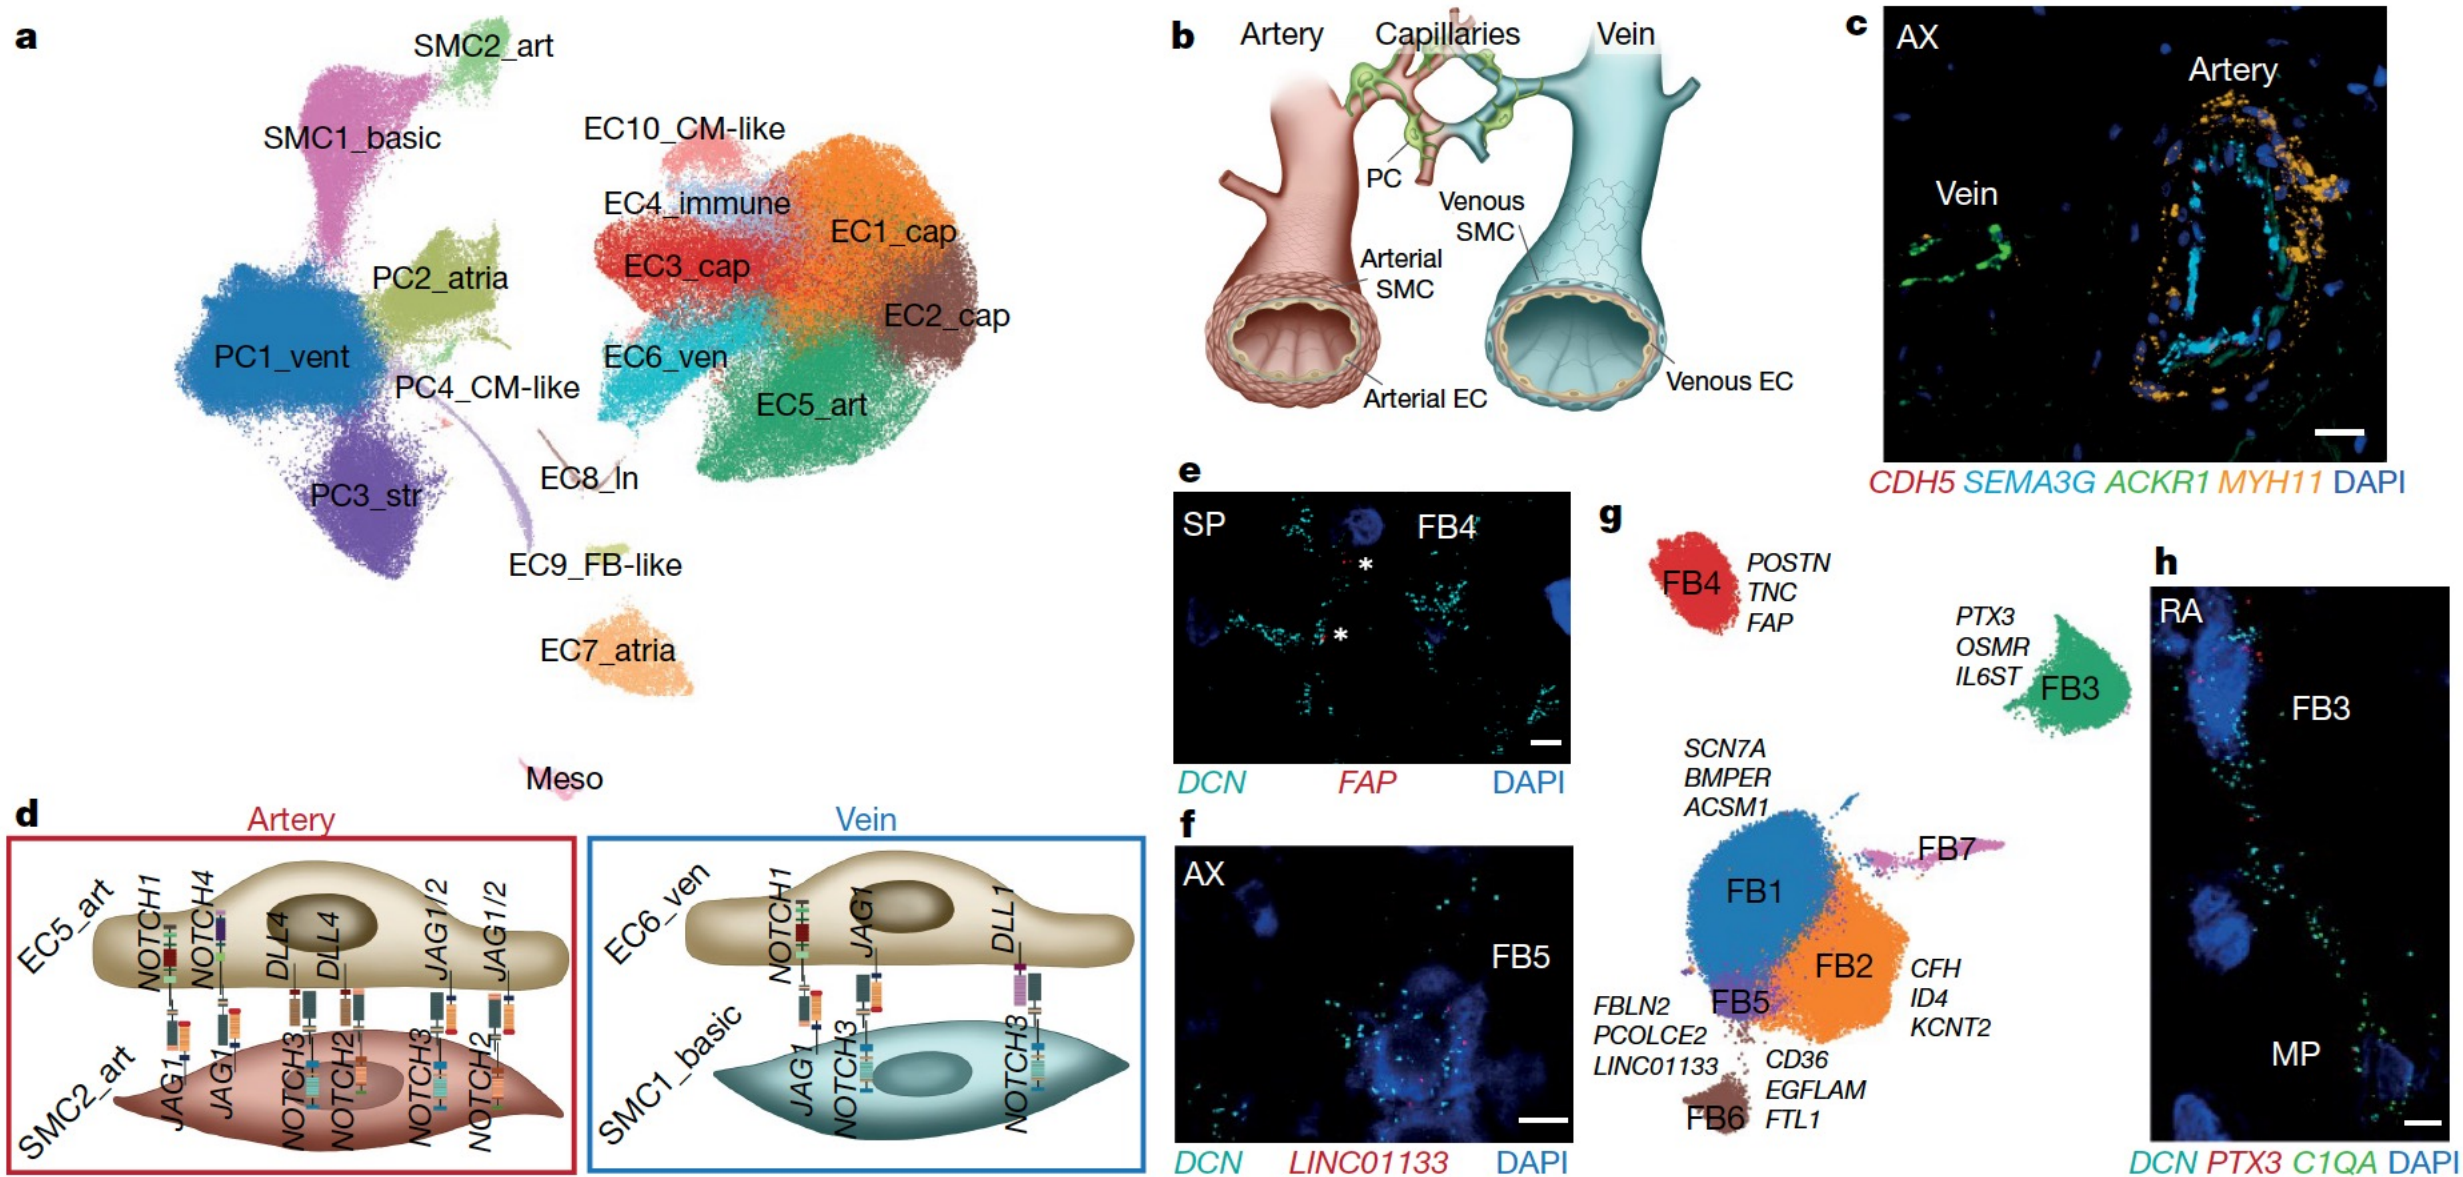 a
SMC2_art
SMC1_basic
EC10_CM-like
EC4_immune
EC1_cap
EC3_cap
PC2_atria
EC2_cap
PC1_vent
EC6_ven
PC4_CM-like
EC5_art
EC8_ln
PC3_str
EC9_FB-like
EC7_atria
Meso
b
Artery
Capillaries
Vein
PC
Venous
SMC
Arterial
SMC
Arterial EC
Venous EC
c
AX
Artery
Vein
CDH5 SEMA3G ACKR1 MYH11 DAPI
d
Artery
EC5_art
NOTCH1
NOTCH4
DLL4
DLL4
JAG1/2
JAG1/2
SMC2_art
JAG1
JAG1
NOTCH3
NOTCH2
NOTCH3
NOTCH2
Vein
EC6_ven
NOTCH1
JAG1
DLL1
SMC1_basic
JAG1
NOTCH3
NOTCH3
e
SP
FB4
*
*
DCN FAP DAPI
f
AX
FB5
DCN LINC01133 DAPI
g
FB4
POSTN
TNC
FAP
PTX3
OSMR
IL6ST
FB3
SCN7A
BMPER
ACSM1
FB7
FB1
FB2
CFH
ID4
KCNT2
FB5
FBLN2
PCOLCE2
LINC01133
CD36
EGFLAM
FTL1
FB6
h
RA
FB3
MP
DCN PTX3 C1QA DAPI